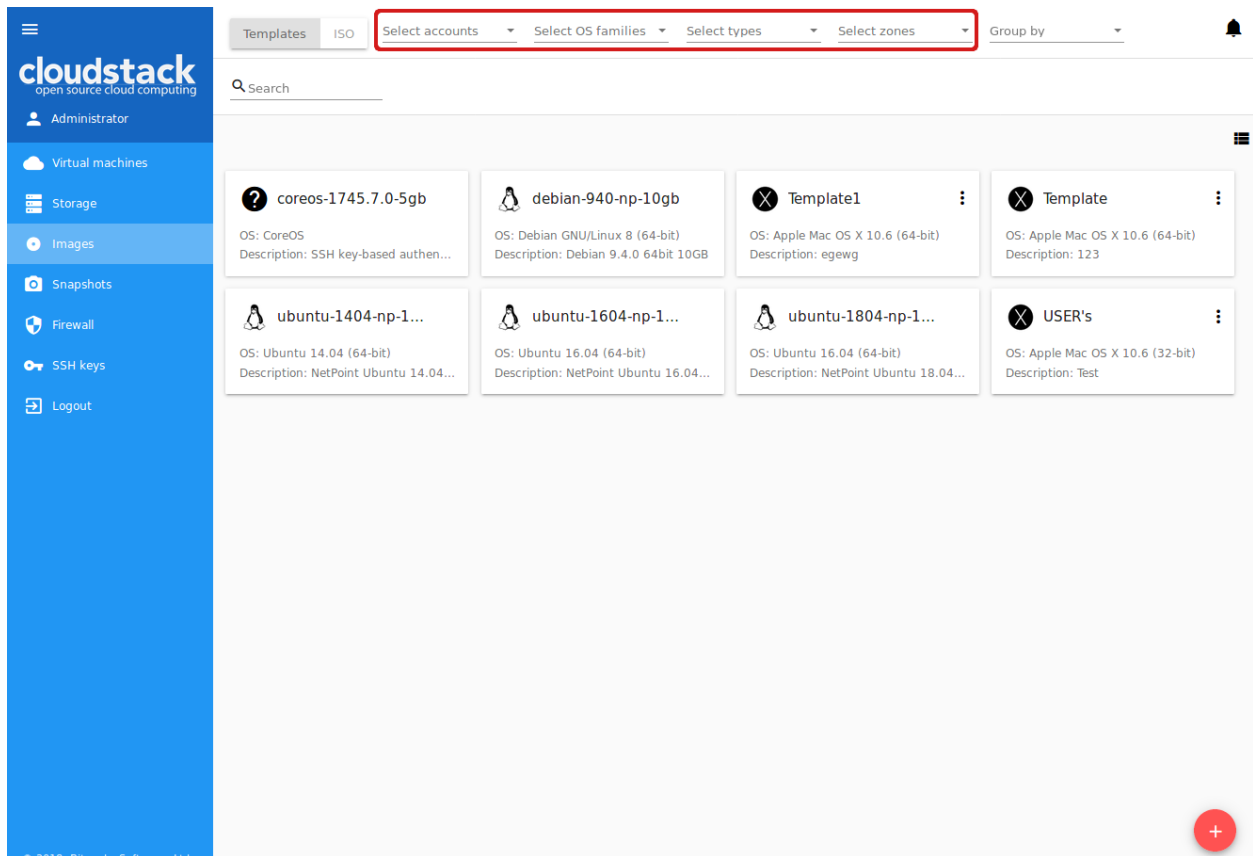 Templates ISO Select accounts Select OS families Select types Select zones Group by
cloudstack
open source cloud computing
Search
Administrator
Virtual machines
Storage
Images
Snapshots
Firewall
SSH keys
Logout
coreos-1745.7.0-5gb
OS: CoreOS
Description: SSH key-based authen...
debian-940-np-10gb
OS: Debian GNU/Linux 8 (64-bit)
Description: Debian 9.4.0 64bit 10GB
Template1
OS: Apple Mac OS X 10.6 (64-bit)
Description: egewg
Template
OS: Apple Mac OS X 10.6 (64-bit)
Description: 123
ubuntu-1404-np-1...
OS: Ubuntu 14.04 (64-bit)
Description: NetPoint Ubuntu 14.04...
ubuntu-1604-np-1...
OS: Ubuntu 16.04 (64-bit)
Description: NetPoint Ubuntu 16.04...
ubuntu-1804-np-1...
OS: Ubuntu 16.04 (64-bit)
Description: NetPoint Ubuntu 18.04...
USER's
OS: Apple Mac OS X 10.6 (32-bit)
Description: Test